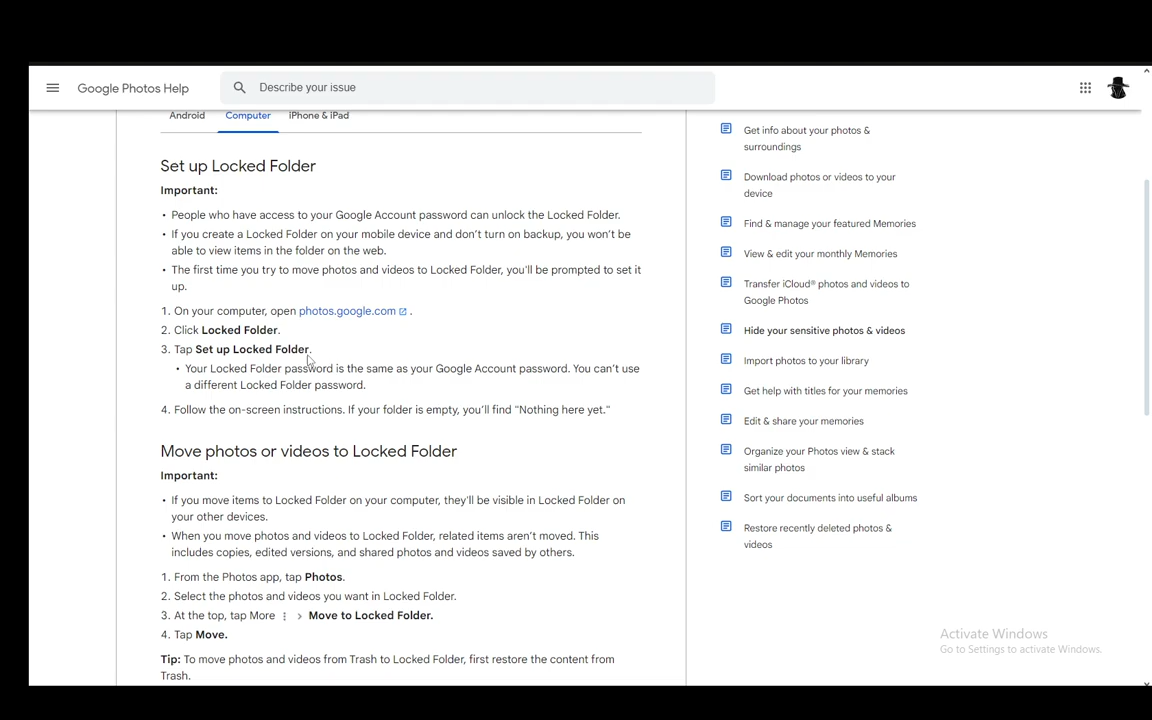 Google Photos Help
Describe your issue
Android Computer iPhone & iPad
Set up Locked Folder
Important:
• People who have access to your Google Account password can unlock the Locked Folder.
• If you create a Locked Folder on your mobile device and don't turn on backup, you won't be
able to view items in the folder on the web.
• The first time you try to move photos and videos to Locked Folder, you'll be prompted to set it
up.
1. On your computer, open photos.google.com .
2. Click Locked Folder.
3. Tap Set up Locked Folder.
• Your Locked Folder password is the same as your Google Account password. You can't use
a different Locked Folder password.
4. Follow the on-screen instructions. If your folder is empty, you'll find "Nothing here yet."
Move photos or videos to Locked Folder
Important:
• If you move items to Locked Folder on your computer, they'll be visible in Locked Folder on
your other devices.
• When you move photos and videos to Locked Folder, related items aren't moved. This
includes copies, edited versions, and shared photos and videos saved by others.
1. From the Photos app, tap Photos.
2. Select the photos and videos you want in Locked Folder.
3. At the top, tap More > Move to Locked Folder.
4. Tap Move.
Tip: To move photos and videos from Trash to Locked Folder, first restore the content from
Trash.
Get info about your photos &
surroundings
Download photos or videos to your
device
Find & manage your featured Memories
View & edit your monthly Memories
Transfer iCloud® photos and videos to
Google Photos
Hide your sensitive photos & videos
Import photos to your library
Get help with titles for your memories
Edit & share your memories
Organize your Photos view & stack
similar photos
Sort your documents into useful albums
Restore recently deleted photos &
videos
Activate Windows
Go to Settings to activate Windows.